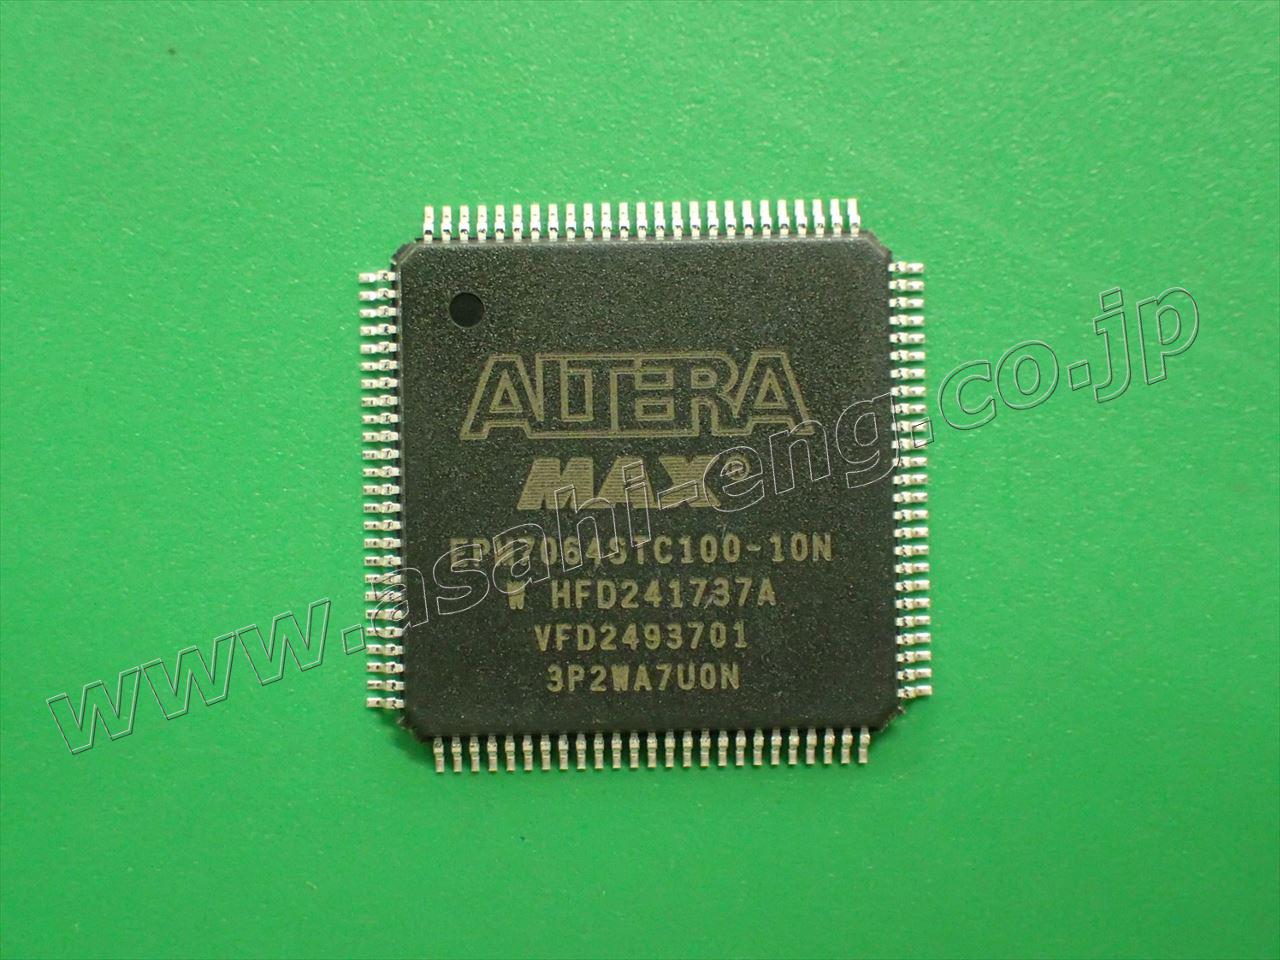 ALTERA
MAX®
EPM7064STC100-10N
W HFD241737A
VFD2493701
3P2WA7U0N
www.asahi-eng.co.jp